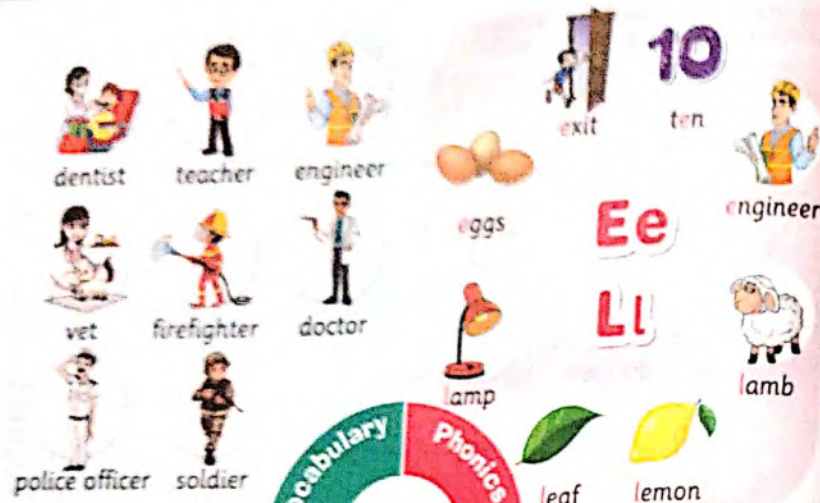 dentist teacher engineer
vet firefighter doctor
police officer soldier
Vocabulary
Phonics
exit
10
ten
eggs
engineer
Ee
Ll
lamp
lamb
leaf
lemon